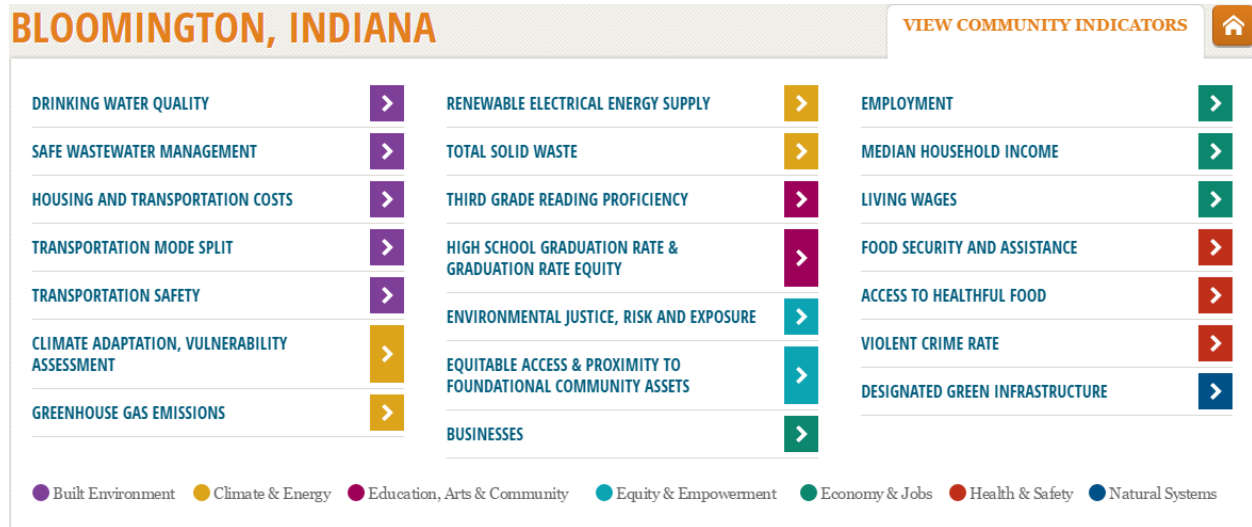 BLOOMINGTON, INDIANA
VIEW COMMUNITY INDICATORS
DRINKING WATER QUALITY
SAFE WASTEWATER MANAGEMENT
HOUSING AND TRANSPORTATION COSTS
TRANSPORTATION MODE SPLIT
TRANSPORTATION SAFETY
CLIMATE ADAPTATION, VULNERABILITY
ASSESSMENT
GREENHOUSE GAS EMISSIONS
RENEWABLE ELECTRICAL ENERGY SUPPLY
TOTAL SOLID WASTE
THIRD GRADE READING PROFICIENCY
HIGH SCHOOL GRADUATION RATE &
GRADUATION RATE EQUITY
ENVIRONMENTAL JUSTICE, RISK AND EXPOSURE
EQUITABLE ACCESS & PROXIMITY TO
FOUNDATIONAL COMMUNITY ASSETS
BUSINESSES
EMPLOYMENT
MEDIAN HOUSEHOLD INCOME
LIVING WAGES
FOOD SECURITY AND ASSISTANCE
ACCESS TO HEALTHFUL FOOD
VIOLENT CRIME RATE
DESIGNATED GREEN INFRASTRUCTURE
Built Environment Climate & Energy Education, Arts & Community Equity & Empowerment Economy & Jobs Health & Safety Natural Systems